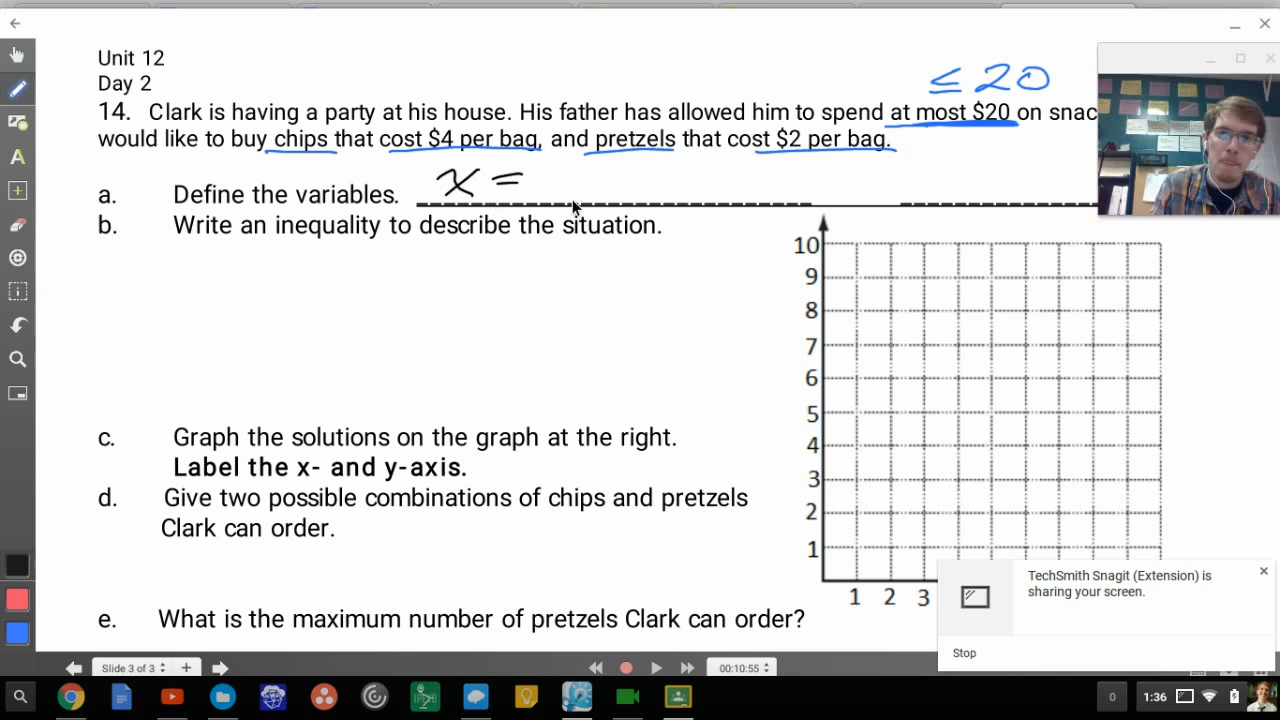 Unit 12
Day 2
≤ 20
14. Clark is having a party at his house. His father has allowed him to spend at most $20 on snac
would like to buy chips that cost $4 per bag, and pretzels that cost $2 per bag.
a. Define the variables. x =
b. Write an inequality to describe the situation.
10
9
8
7
6
5
4
3
2
1
1 2 3
c. Graph the solutions on the graph at the right.
Label the x- and y-axis.
d. Give two possible combinations of chips and pretzels
Clark can order.
e. What is the maximum number of pretzels Clark can order?
TechSmith Snagit (Extension) is
sharing your screen.
Stop
Slide 3 of 3
00:10:55
0
1:36